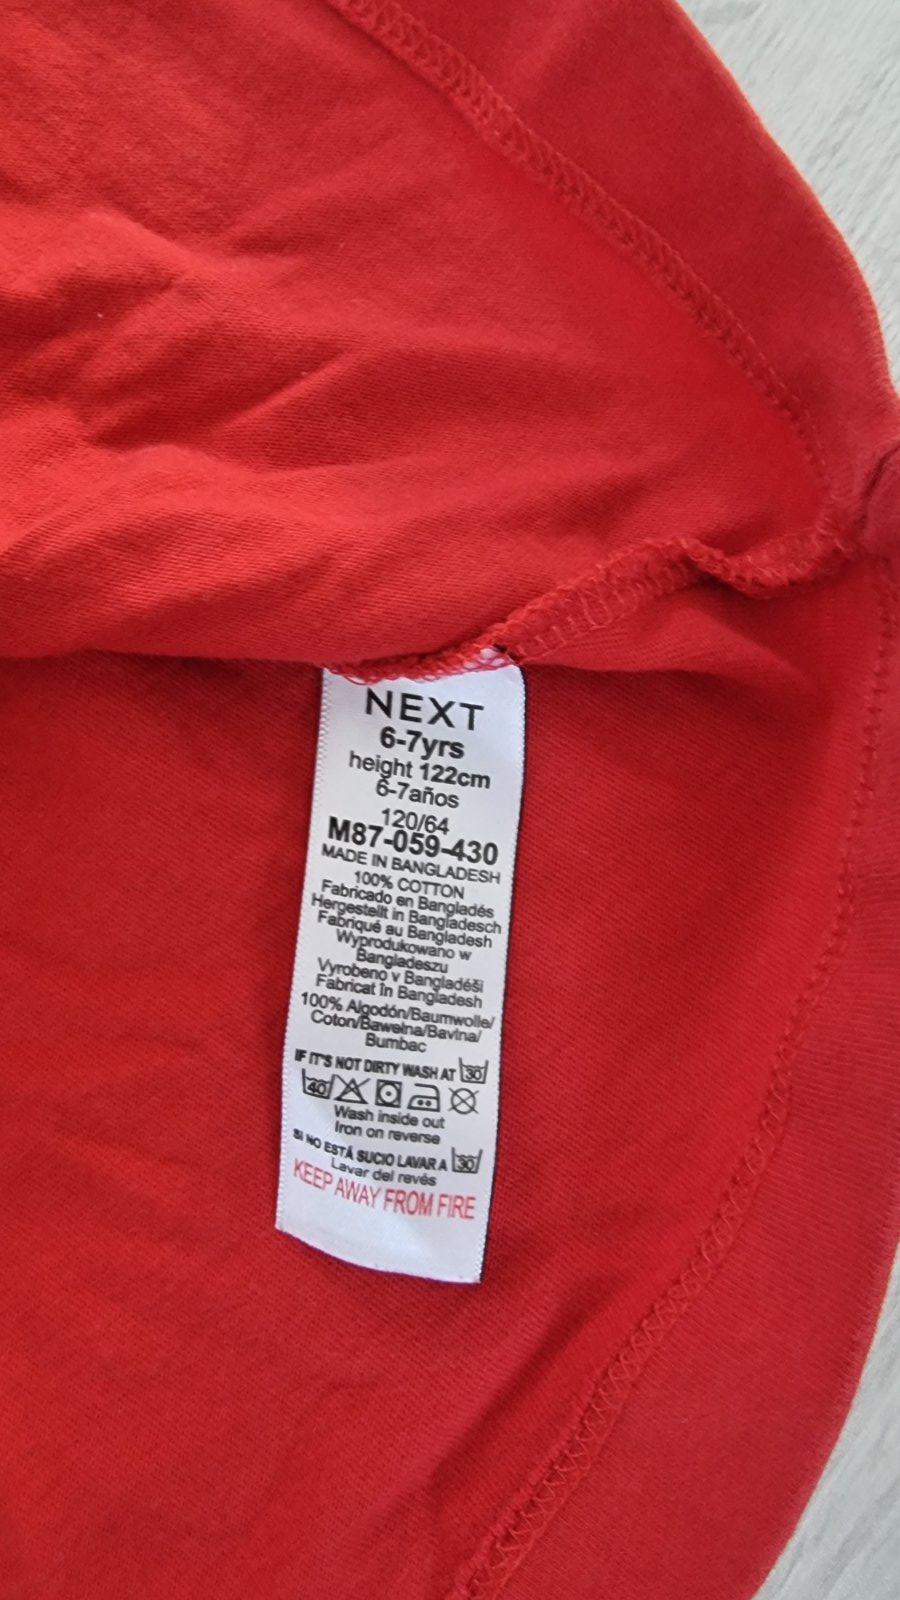 NEXT
6-7yrs
height 122cm
6-7años
120/64
M87-059-430
MADE IN BANGLADESH
100% COTTON
Fabricado en Bangladés
Hergestellt in Bangladesch
Fabriqué au Bangladesh
Wyprodukowano w
Bangladeszu
Vyrobeno v Bangladéši
Fabricat în Bangladesh
100% Algodón/Baumwolle/
Coton/Bawełna/Bavlna/
Bumbac
IF IT'S NOT DIRTY WASH AT 30
40
Wash inside out
Iron on reverse
SI NO ESTÁ SUCIO LAVAR A 30
Lavar del revés
KEEP AWAY FROM FIRE